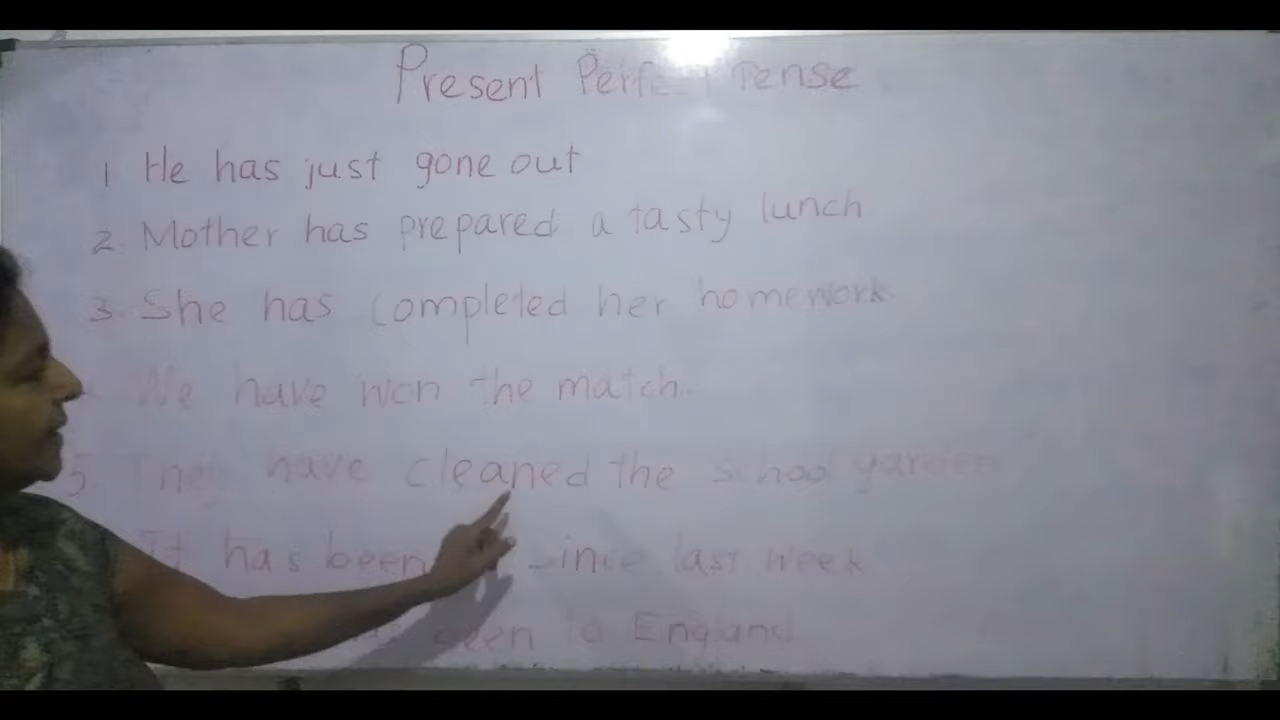 Present Perfect Tense
1 He has just gone out
2. Mother has prepared a tasty lunch
3. She has completed her homework.
We have won the match.
5. They have cleaned the school garden
It has been since last week
been to England